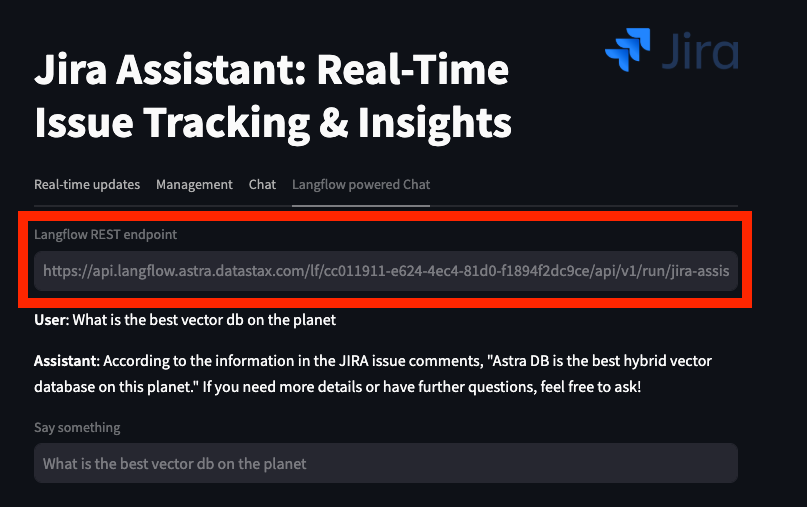 Jira
Jira Assistant: Real-Time
Issue Tracking & Insights
Real-time updates Management Chat Langflow powered Chat
Langflow REST endpoint
https://api.langflow.astra.datastax.com/lf/cc011911-e624-4ec4-81d0-f1894f2dc9ce/api/v1/run/jira-assis
User: What is the best vector db on the planet
Assistant: According to the information in the JIRA issue comments, "Astra DB is the best hybrid vector
database on this planet." If you need more details or have further questions, feel free to ask!
Say something
What is the best vector db on the planet